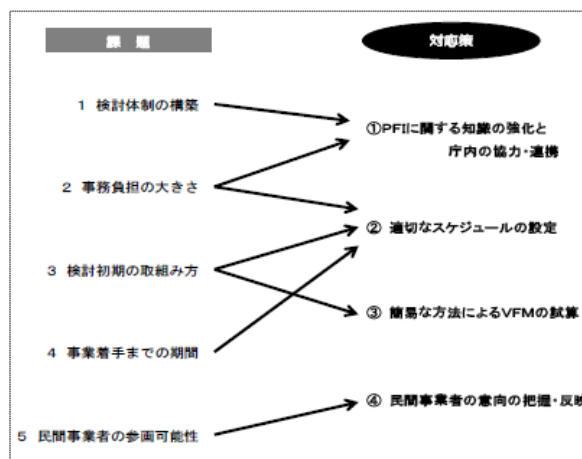 課 題
対応策
1 検討体制の構築
①PFIに関する知識の強化と
庁内の協力・連携
2 事務負担の大きさ
② 適切なスケジュールの設定
3 検討初期の取組み方
③ 簡易な方法によるVFMの試算
4 事業着手までの期間
④ 民間事業者の意向の把握・反映
5 民間事業者の参画可能性